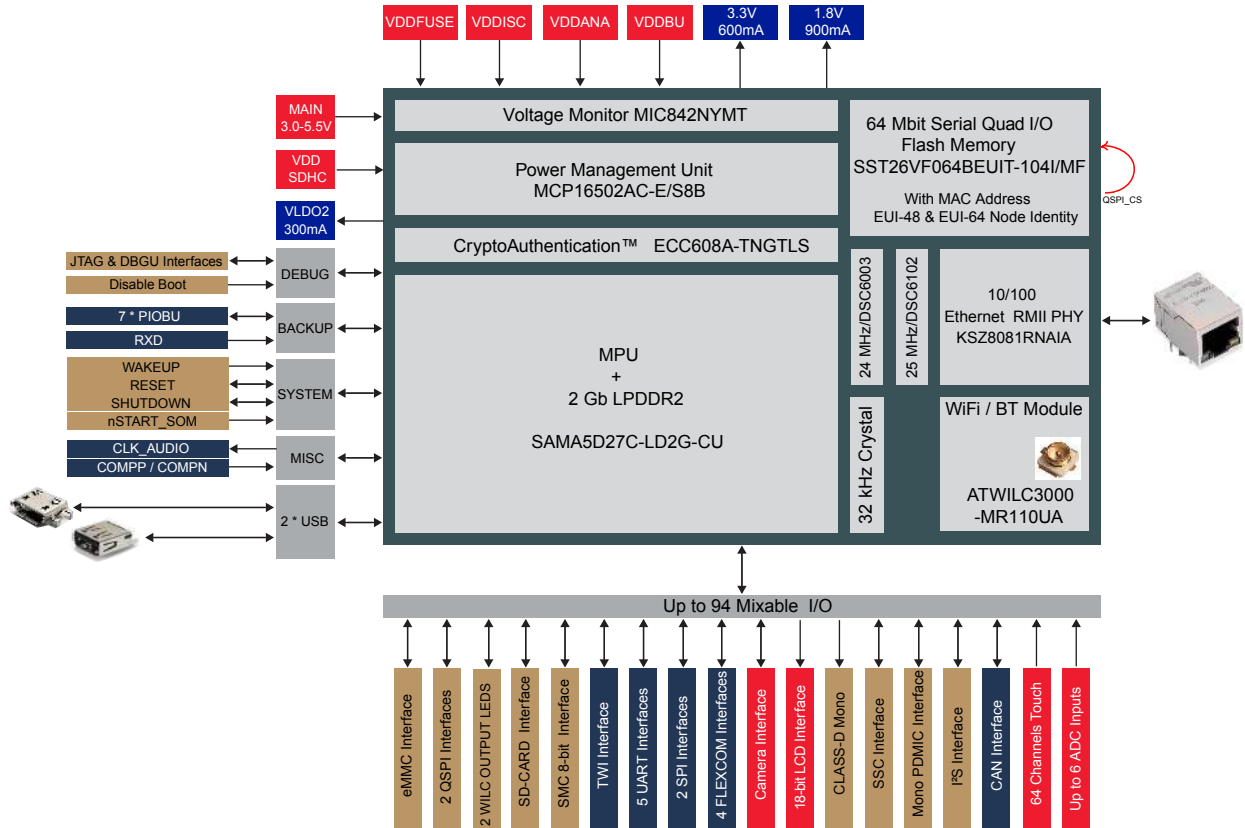 VDDFUSE
VDDISC
VDDANA
VDDBU
3.3V
600mA
1.8V
900mA
MAIN
3.0-5.5V
VDD
SDHC
VLDO2
300mA
Voltage Monitor MIC842NYMT
Power Management Unit
MCP16502AC-E/S8B
CryptoAuthentication™ ECC608A-TNGTLS
64 Mbit Serial Quad I/O
Flash Memory
SST26VF064BEUIT-104I/MF
With MAC Address
EUI-48 & EUI-64 Node Identity
QSPI_CS
JTAG & DBGU Interfaces
Disable Boot
DEBUG
7 * PIOBU
RXD
BACKUP
WAKEUP
RESET
SHUTDOWN
nSTART_SOM
SYSTEM
CLK_AUDIO
COMPP / COMPN
MISC
2 * USB
MPU
+
2 Gb LPDDR2
SAMA5D27C-LD2G-CU
24 MHz/DSC6003
25 MHz/DSC6102
10/100
Ethernet RMII PHY
KSZ8081RNAIA
32 kHz Crystal
WiFi / BT Module
ATWILC3000
-MR110UA
Up to 94 Mixable I/O
eMMC Interface
2 QSPI Interfaces
2 WILC OUTPUT LEDS
SD-CARD Interface
SMC 8-bit Interface
TWI Interface
5 UART Interfaces
2 SPI Interfaces
4 FLEXCOM Interfaces
Camera Interface
18-bit LCD Interface
CLASS-D Mono
SSC Interface
Mono PDMIC Interface
I²S Interface
CAN Interface
64 Channels Touch
Up to 6 ADC Inputs